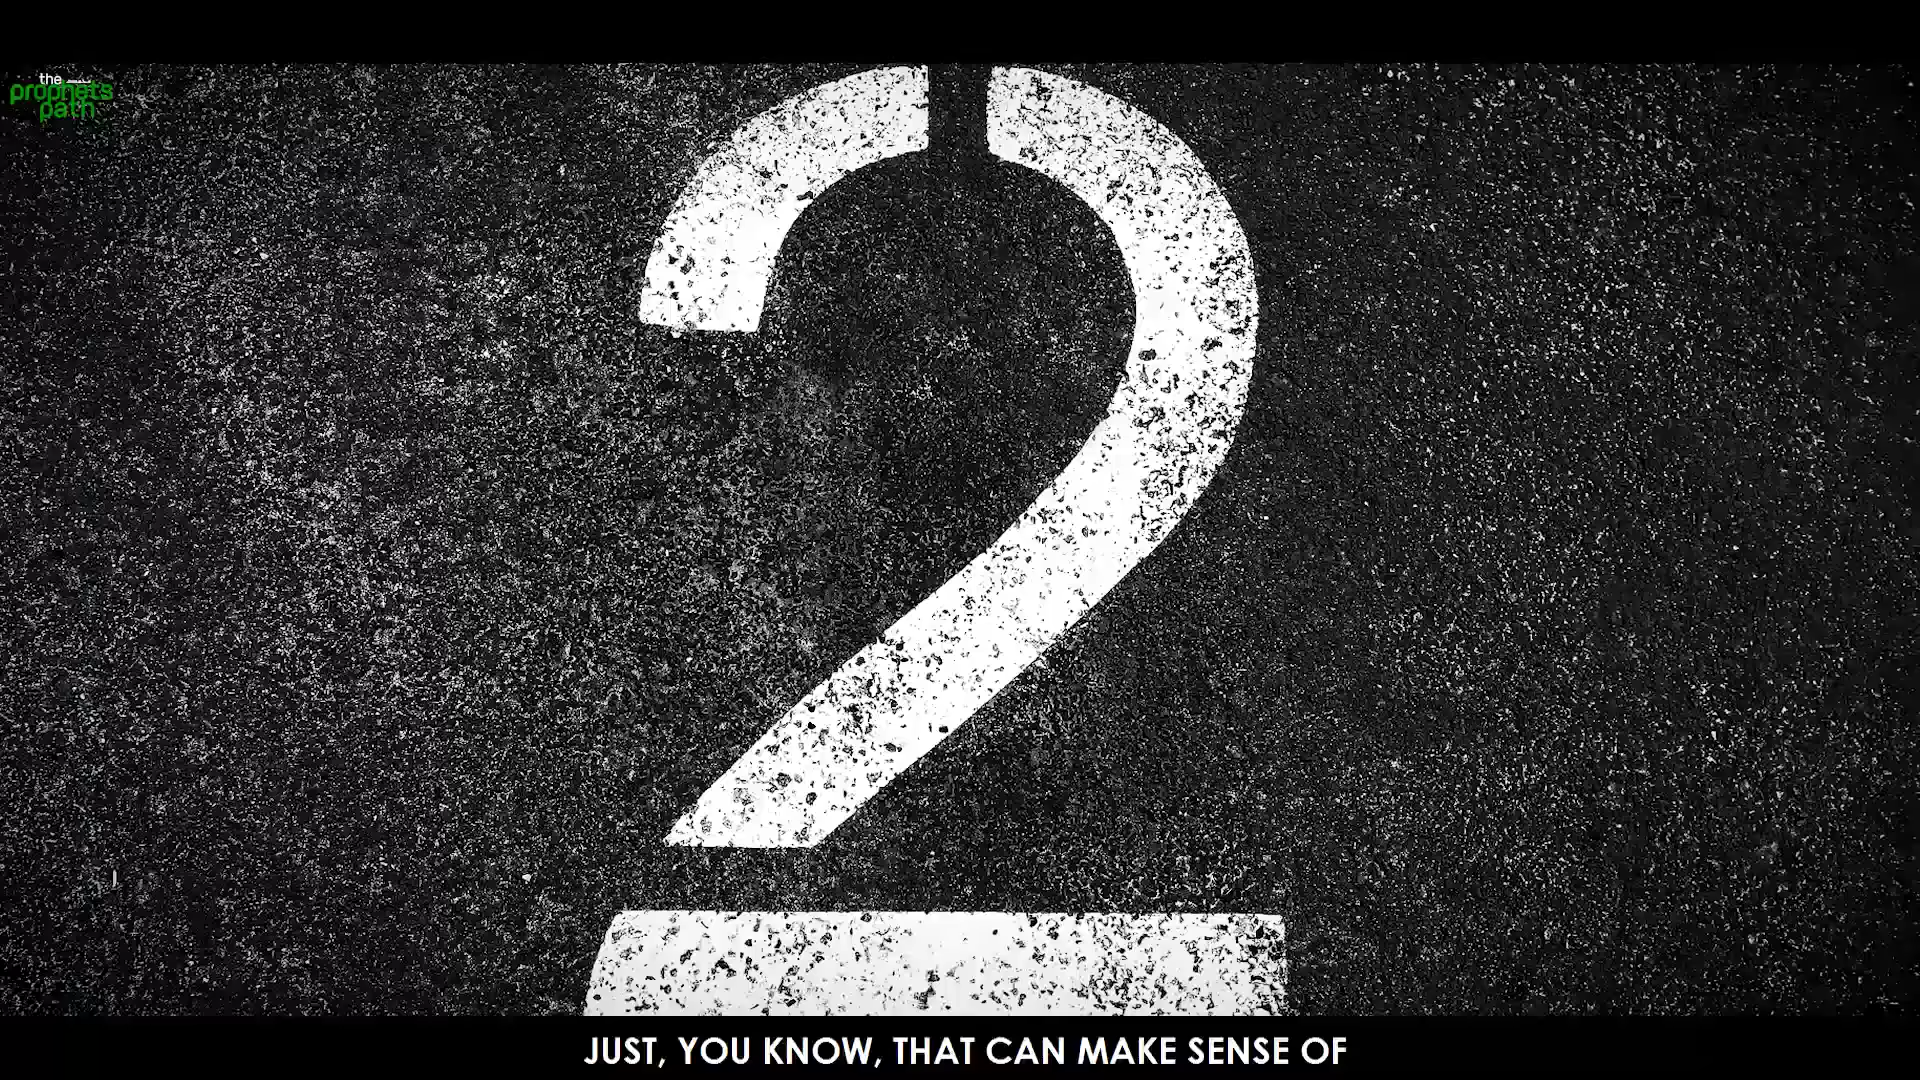 the
prophets
path
2
JUST, YOU KNOW, THAT CAN MAKE SENSE OF